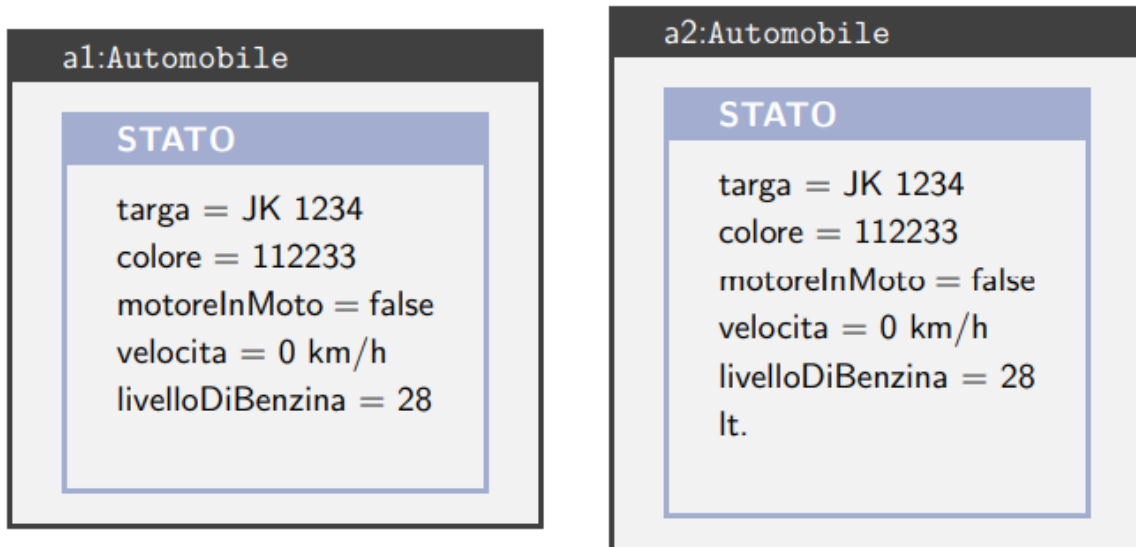 a1:Automobile
STATO
targa = JK 1234
colore = 112233
motoreInMoto = false
velocita = 0 km/h
livelloDiBenzina = 28
a2:Automobile
STATO
targa = JK 1234
colore = 112233
motoreInMoto = false
velocita = 0 km/h
livelloDiBenzina = 28
lt.